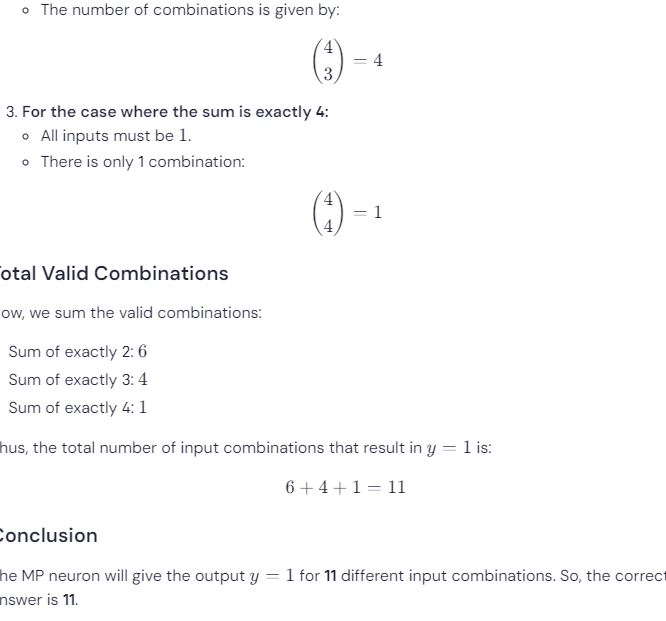 The number of combinations is given by:
(4 3) = 4
3. For the case where the sum is exactly 4:
All inputs must be 1.
There is only 1 combination:
(4 4) = 1
otal Valid Combinations
ow, we sum the valid combinations:
Sum of exactly 2: 6
Sum of exactly 3: 4
Sum of exactly 4: 1
hus, the total number of input combinations that result in y = 1 is:
6 + 4 + 1 = 11
Conclusion
he MP neuron will give the output y = 1 for 11 different input combinations. So, the correct
nswer is 11.